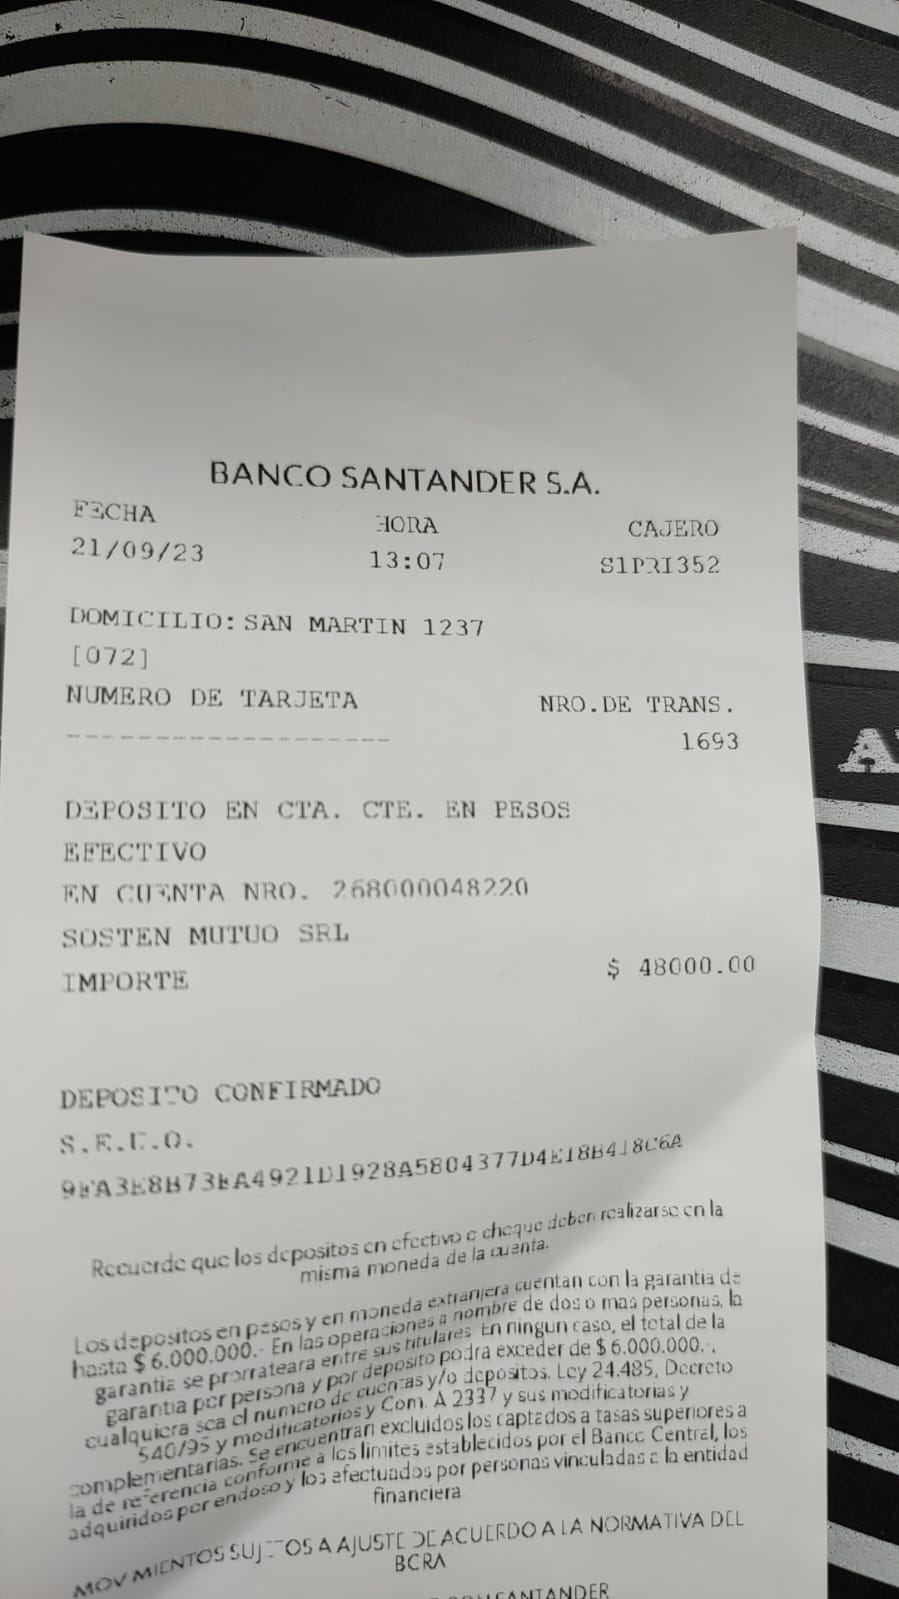 BANCO SANTANDER S.A.
FECHA HORA CAJERO
21/09/23 13:07 S1PRI352
DOMICILIO: SAN MARTIN 1237
[072]
NUMERO DE TARJETA NRO.DE TRANS.
-------------------- 1693
DEPOSITO EN CTA. CTE. EN PESOS
EFECTIVO
EN CUENTA NRO. 268000048220
SOSTEN MUTUO SRL
IMPORTE $ 48000.00
DEPOSITO CONFIRMADO
S.E.U.O.
9FA3E8B73EA4921D1928A5804377D4E18B418C6A
Recuerde que los depositos en efectivo o cheque deben realizarse en la
misma moneda de la cuenta.
Los depositos en pesos y en moneda extranjera cuentan con la garantia de
hasta $ 6.000.000.- En las operaciones a nombre de dos o mas personas, la
garantia se prorrateara entre sus titulares. En ningun caso, el total de la
garantia por persona y por deposito podra exceder de $ 6.000.000.-,
cualquiera sea el numero de cuentas y/o depositos. Ley 24.485, Decreto
540/95 y modificatorios y Com. A 2337 y sus modificatorias y
complementarias. Se encuentran excluidos los captados a tasas superiores a
la de referencia conforme a los limites establecidos por el Banco Central, los
adquiridos por endoso y los efectuados por personas vinculadas a la entidad
financiera
MOVIMIENTOS SUJETOS A AJUSTE DE ACUERDO A LA NORMATIVA DEL
BCRA
SANTANDER